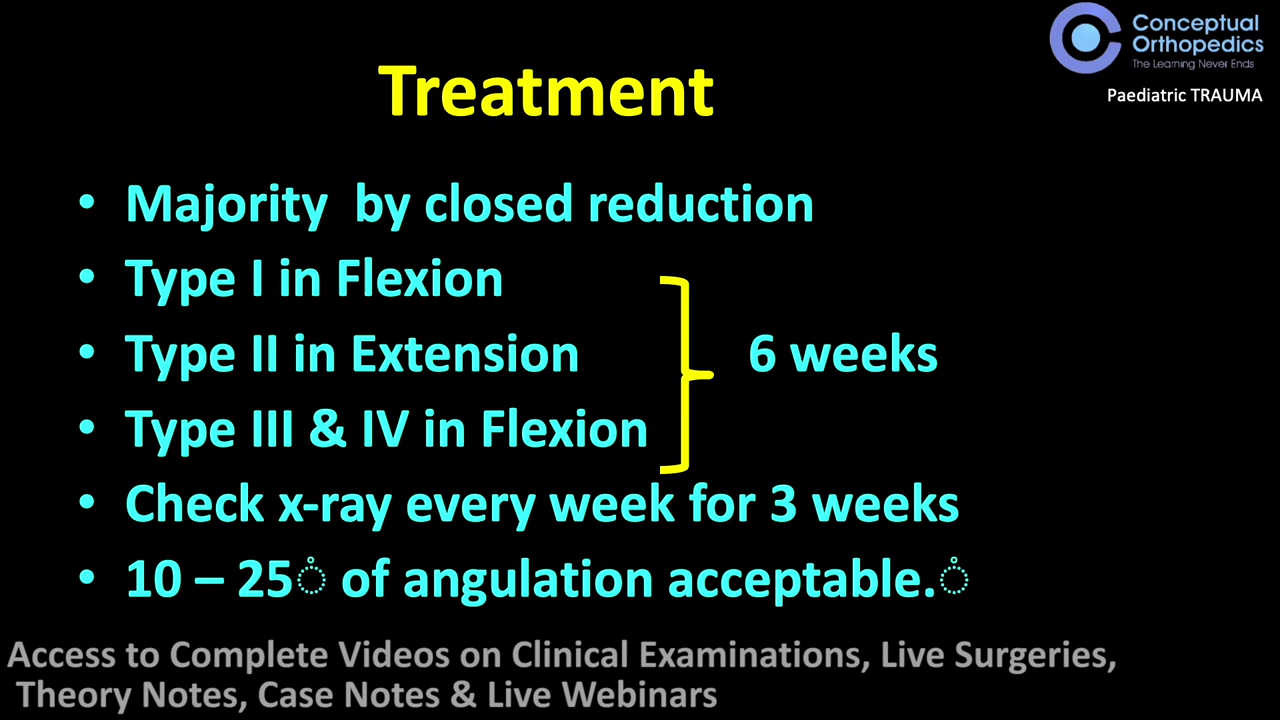 Conceptual
Orthopedics
The Learning Never Ends
Paediatric TRAUMA
Treatment
• Majority  by closed reduction
• Type I in Flexion
• Type II in Extension
• Type III & IV in Flexion
6 weeks
• Check x-ray every week for 3 weeks
• 10 – 25◌̊ of angulation acceptable.◌̊
Access to Complete Videos on Clinical Examinations, Live Surgeries,
Theory Notes, Case Notes & Live Webinars